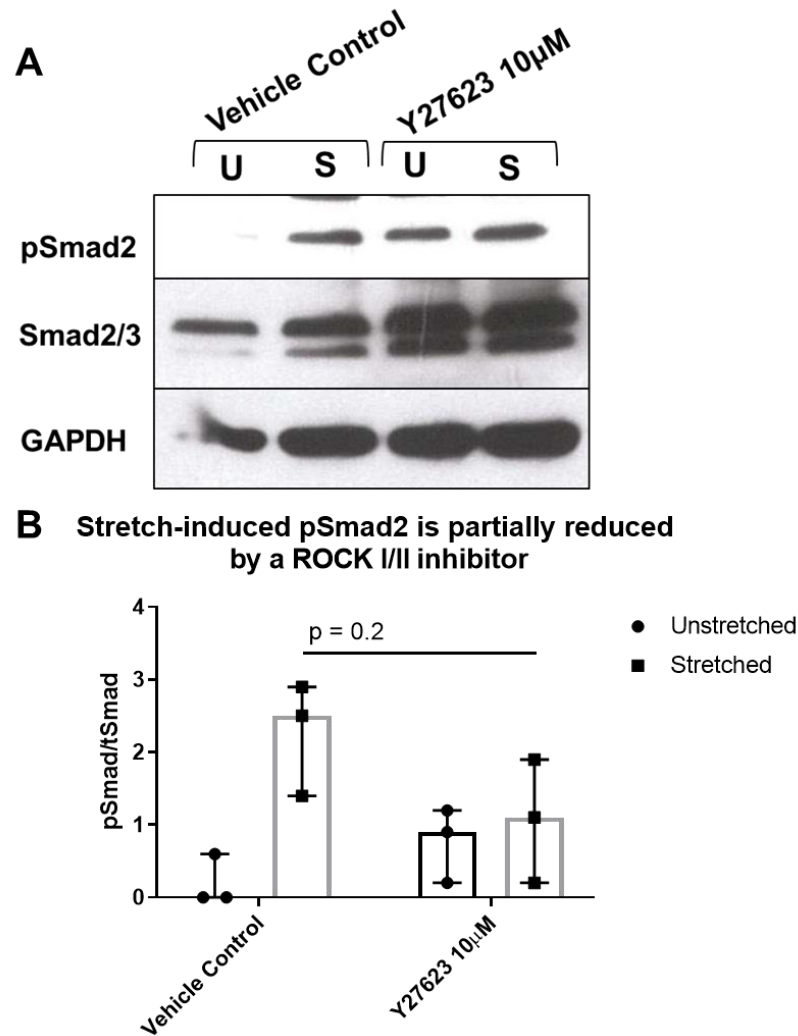 A
Vehicle Control
Y27623 10µM
U S U S
pSmad2
Smad2/3
GAPDH
B
Stretch-induced pSmad2 is partially reduced
by a ROCK I/II inhibitor
4
3
2
1
0
pSmad/tSmad
p = 0.2
Unstretched
Stretched
Vehicle Control
Y27623 10µM